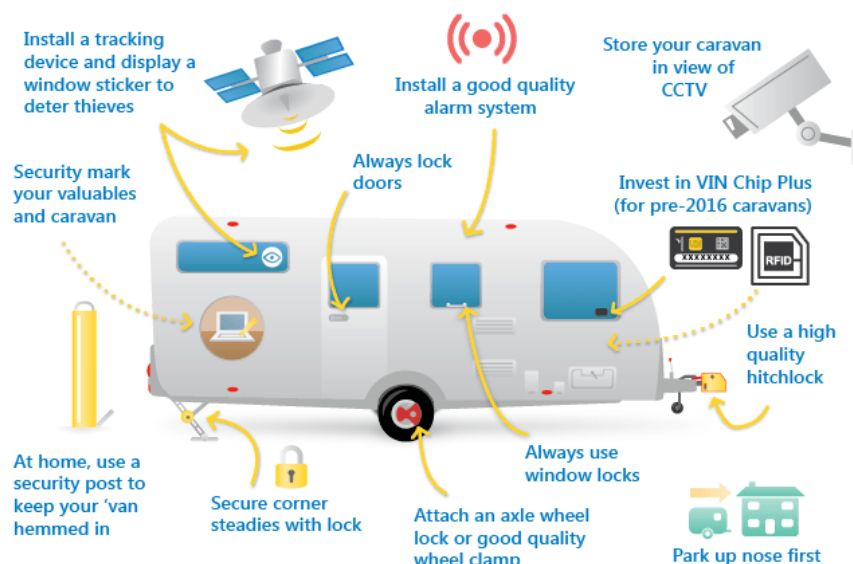 Install a tracking
device and display a
window sticker to
deter thieves
Install a good quality
alarm system
Store your caravan
in view of
CCTV
Security mark
your valuables
and caravan
Always lock
doors
Invest in VIN Chip Plus
(for pre-2016 caravans)
XXXXXXXX
RFID
Use a high
quality
hitchlock
At home, use a
security post to
keep your ‘van
hemmed in
Secure corner
steadies with lock
Always use
window locks
Attach an axle wheel
lock or good quality
wheel clamp
Park up nose first